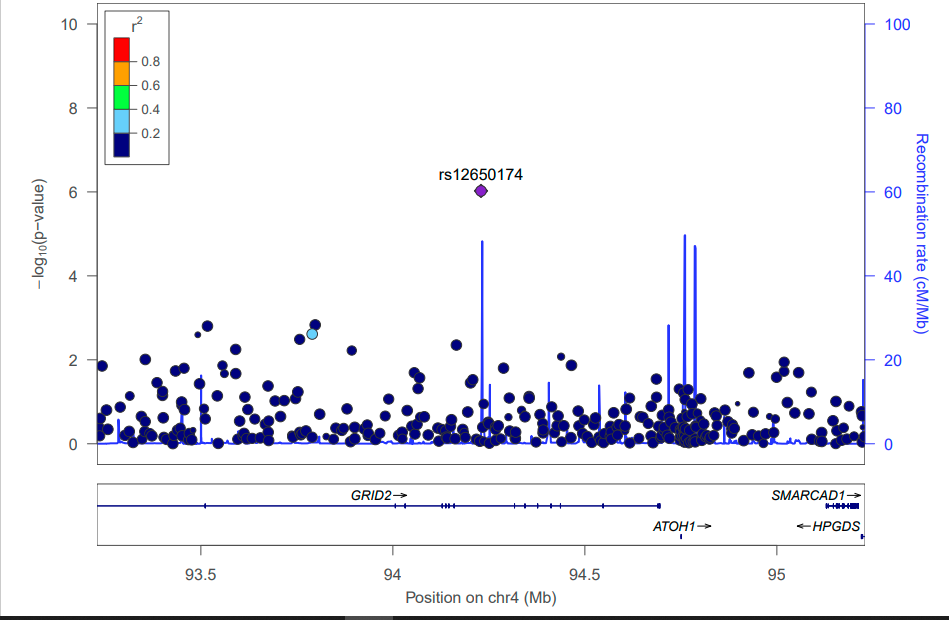 r2
0.8
0.6
0.4
0.2
10
8
6
4
2
0
−log10(p−value)
100
80
60
40
20
0
Recombination rate (cM/Mb)
rs12650174
GRID2→
SMARCAD1→
ATOH1→
←HPGDS
93.5
94
94.5
95
Position on chr4 (Mb)